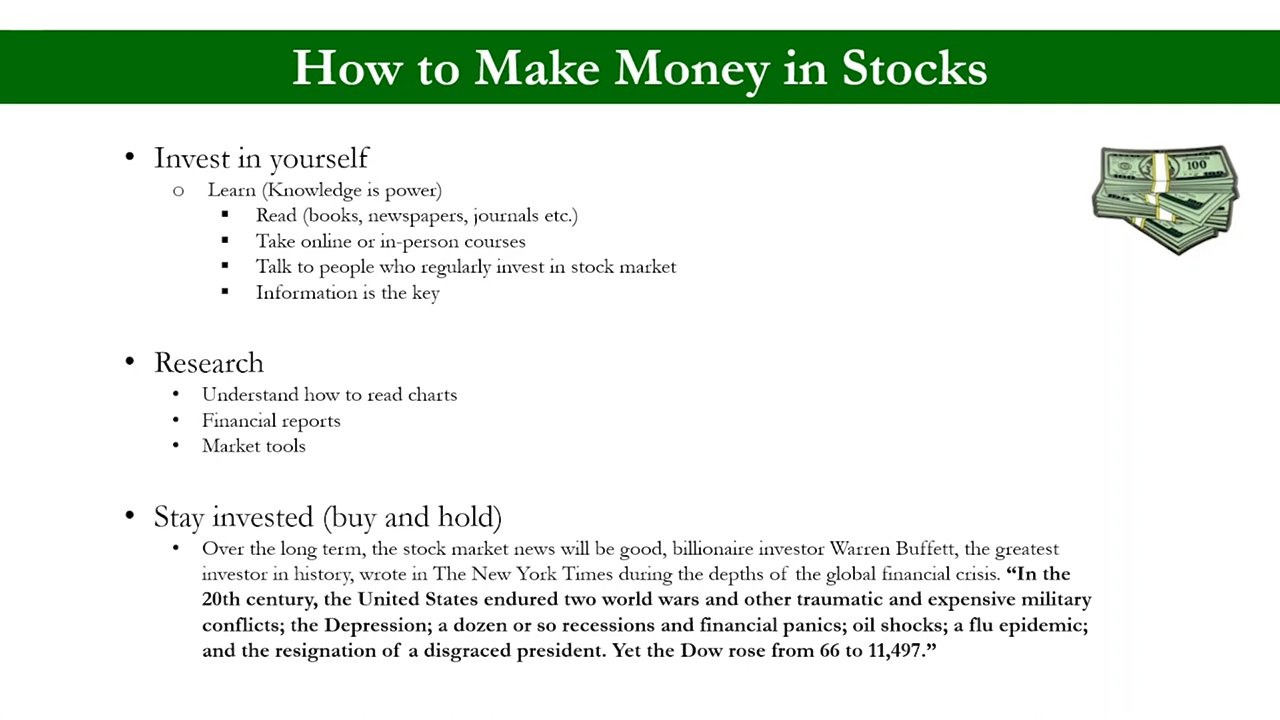 How to Make Money in Stocks
• Invest in yourself
o Learn (Knowledge is power)
▪ Read (books, newspapers, journals etc.)
▪ Take online or in-person courses
▪ Talk to people who regularly invest in stock market
▪ Information is the key
• Research
• Understand how to read charts
• Financial reports
• Market tools
• Stay invested (buy and hold)
• Over the long term, the stock market news will be good, billionaire investor Warren Buffett, the greatest
investor in history, wrote in The New York Times during the depths of the global financial crisis. “In the
20th century, the United States endured two world wars and other traumatic and expensive military
conflicts; the Depression; a dozen or so recessions and financial panics; oil shocks; a flu epidemic;
and the resignation of a disgraced president. Yet the Dow rose from 66 to 11,497.”
100